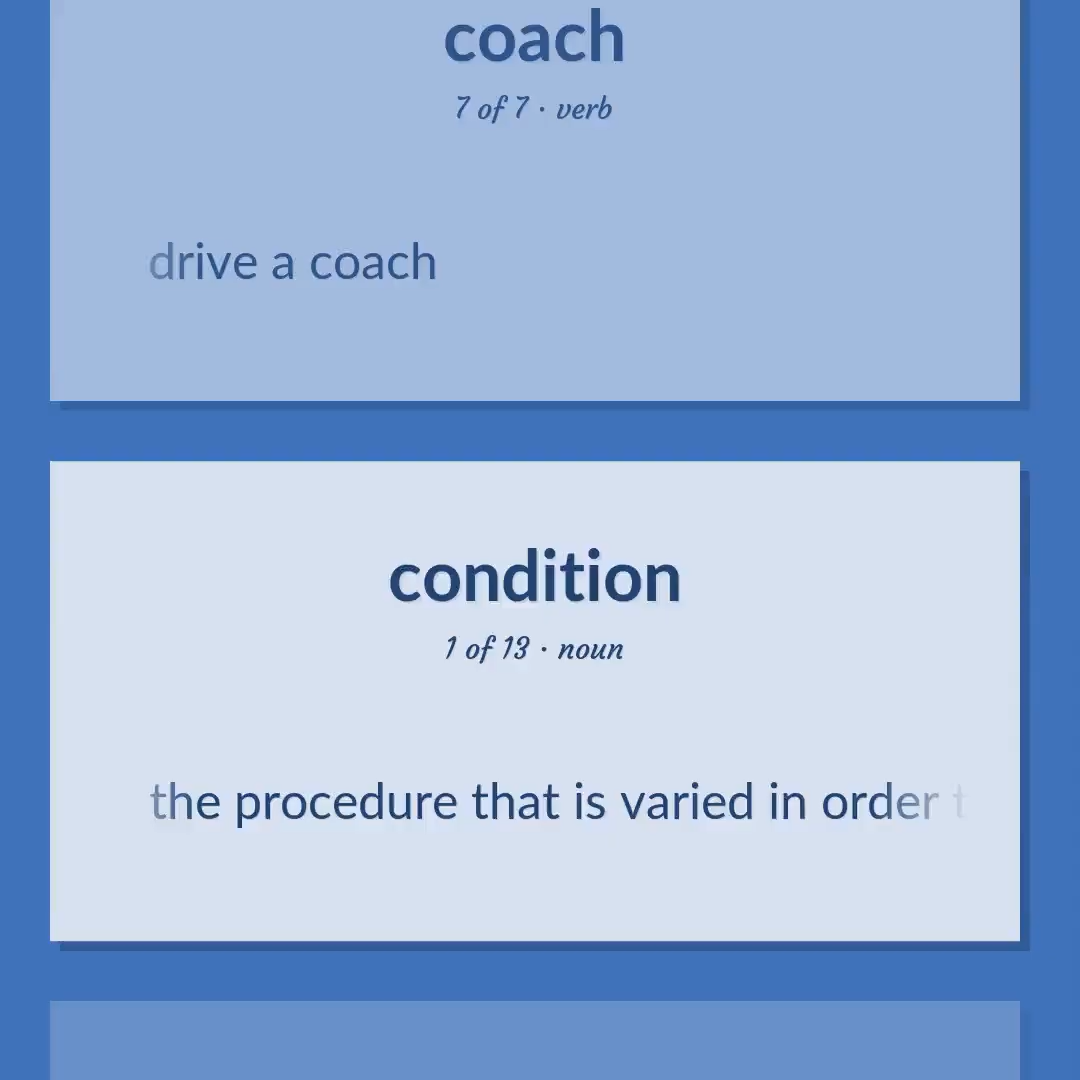 coach
7 of 7 · verb
drive a coach
condition
1 of 13 · noun
the procedure that is varied in order